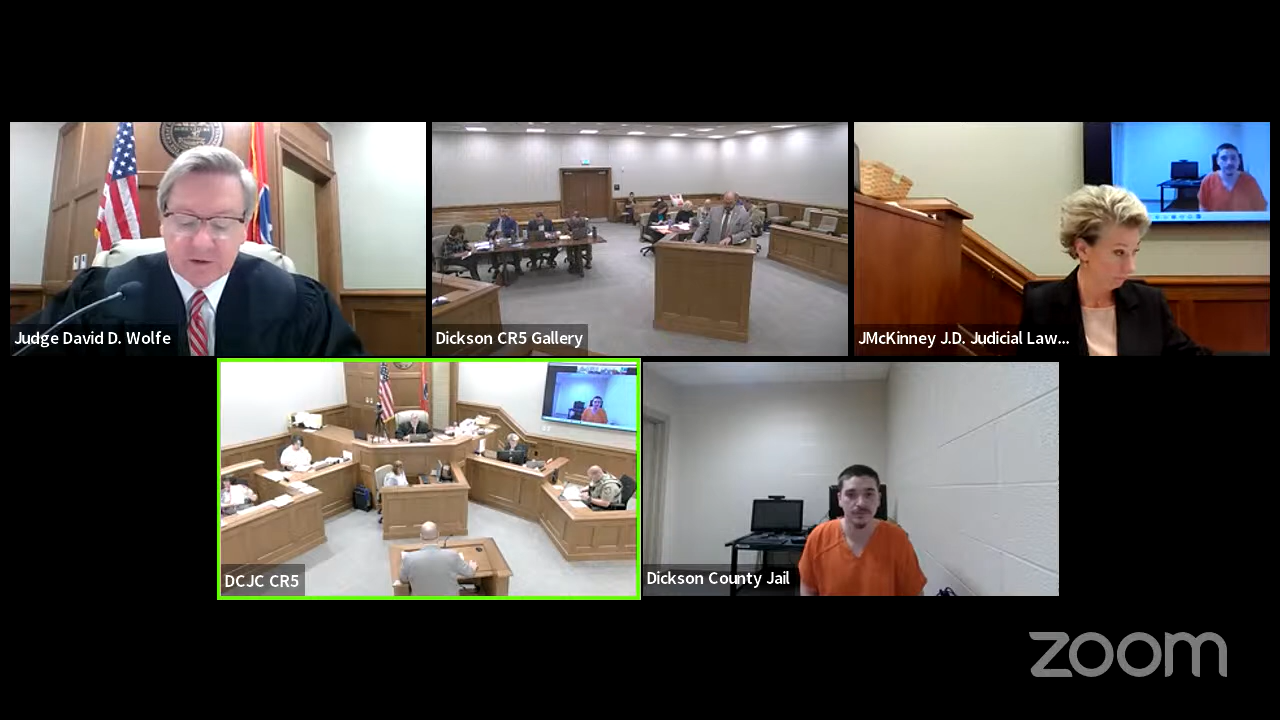 Judge David D. Wolfe
Dickson CR5 Gallery
JMcKinney J.D. Judicial Law...
DCJC CR5
Dickson County Jail
zoom